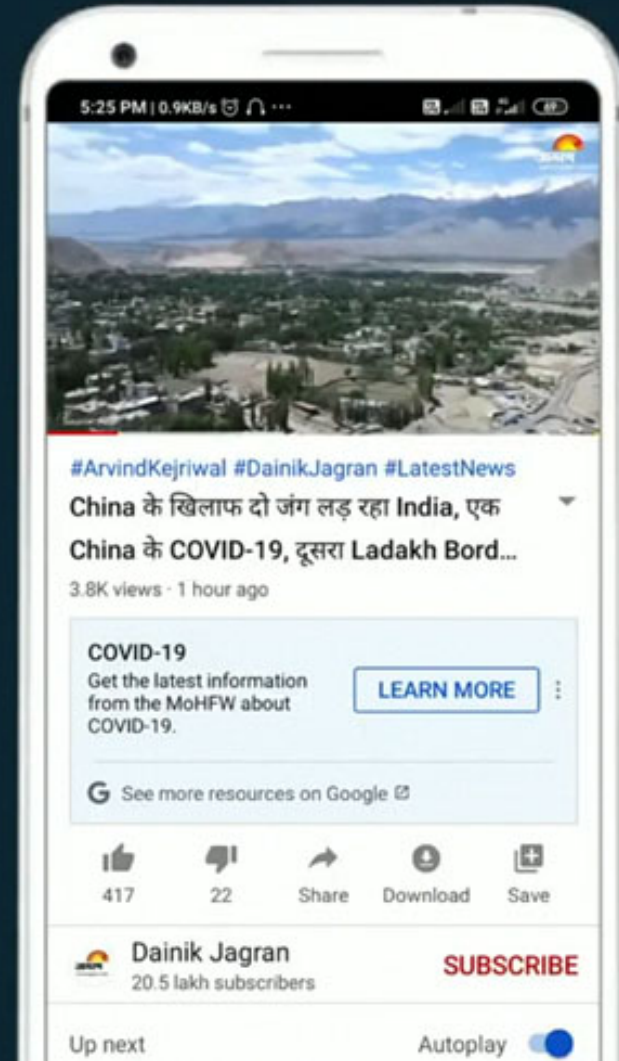 5:25 PM | 0.9KB/s
69
जागरण
#ArvindKejriwal #DainikJagran #LatestNews
China के खिलाफ दो जंग लड़ रहा India, एक
China के COVID-19, दूसरा Ladakh Bord...
3.8K views · 1 hour ago
COVID-19
Get the latest information
from the MoHFW about
COVID-19.
LEARN MORE
G See more resources on Google
417
22
Share
Download
Save
Dainik Jagran
20.5 lakh subscribers
SUBSCRIBE
Up next
Autoplay